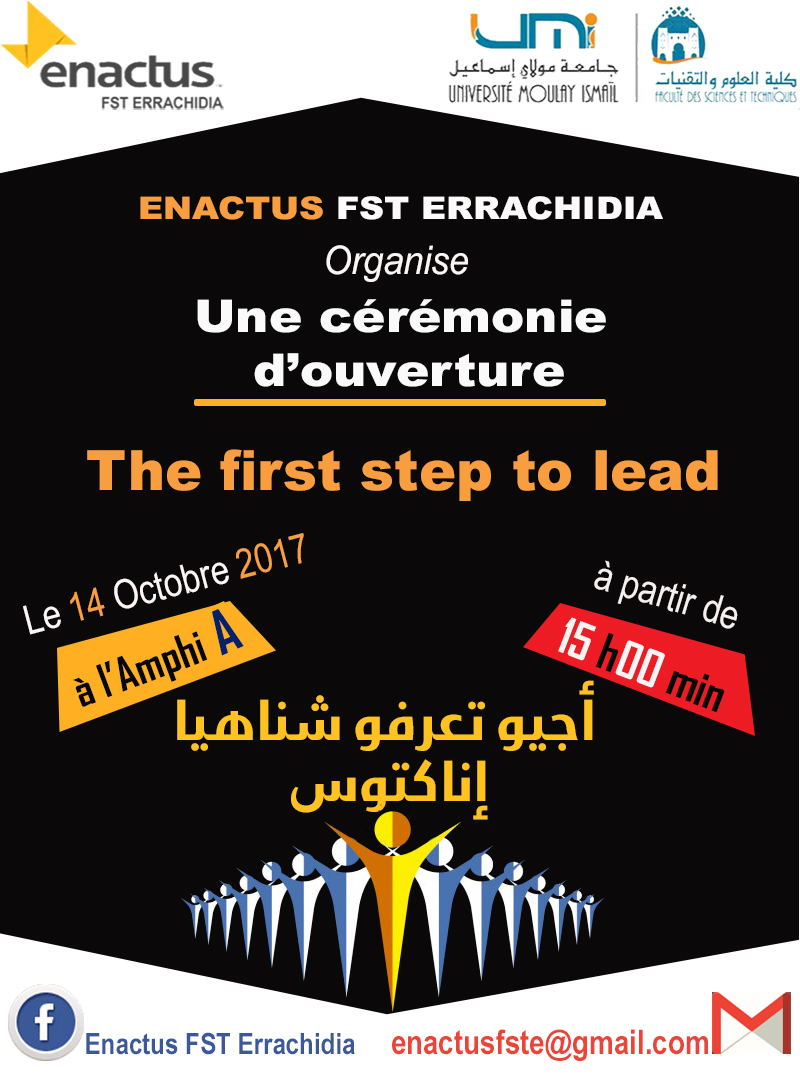 enactus
FST ERRACHIDIA
umi
جامعة مولاي إسماعيل
UNIVERSITÉ MOULAY ISMAÏL
كلية العلوم والتقنيات
FACULTÉ DES SCIENCES ET TECHNIQUES
ENACTUS FST ERRACHIDIA
Organise
Une cérémonie
d’ouverture
The first step to lead
Le 14 Octobre 2017
à l’Amphi A
à partir de
15 h00 min
أجيو تعرفو شناهيا
إناكتوس
Enactus FST Errachidia
enactusfste@gmail.com